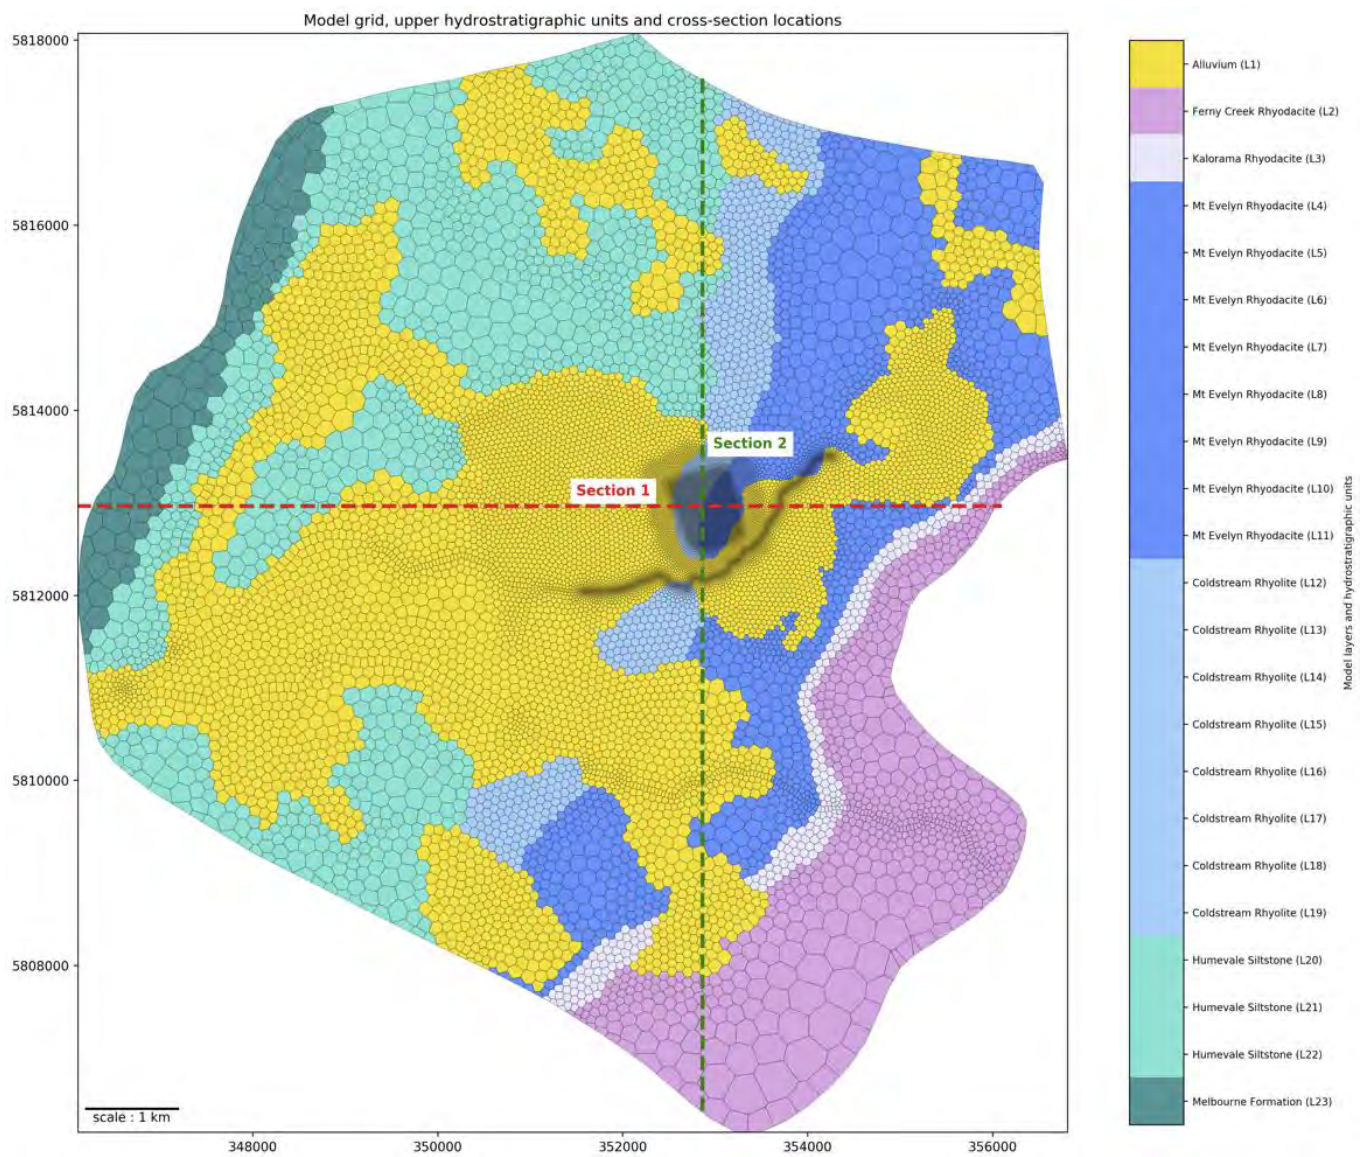 Model grid, upper hydrostratigraphic units and cross-section locations
5818000
5816000
5814000
5812000
5810000
5808000
Section 2
Section 1
scale : 1 km
348000
350000
352000
354000
356000
Alluvium (L1)
Ferny Creek Rhyodacite (L2)
Kalorama Rhyodacite (L3)
Mt Evelyn Rhyodacite (L4)
Mt Evelyn Rhyodacite (L5)
Mt Evelyn Rhyodacite (L6)
Mt Evelyn Rhyodacite (L7)
Mt Evelyn Rhyodacite (L8)
Mt Evelyn Rhyodacite (L9)
Mt Evelyn Rhyodacite (L10)
Mt Evelyn Rhyodacite (L11)
Coldstream Rhyolite (L12)
Coldstream Rhyolite (L13)
Coldstream Rhyolite (L14)
Coldstream Rhyolite (L15)
Coldstream Rhyolite (L16)
Coldstream Rhyolite (L17)
Coldstream Rhyolite (L18)
Coldstream Rhyolite (L19)
Humevale Siltstone (L20)
Humevale Siltstone (L21)
Humevale Siltstone (L22)
Melbourne Formation (L23)
Model layers and hydrostratigraphic units